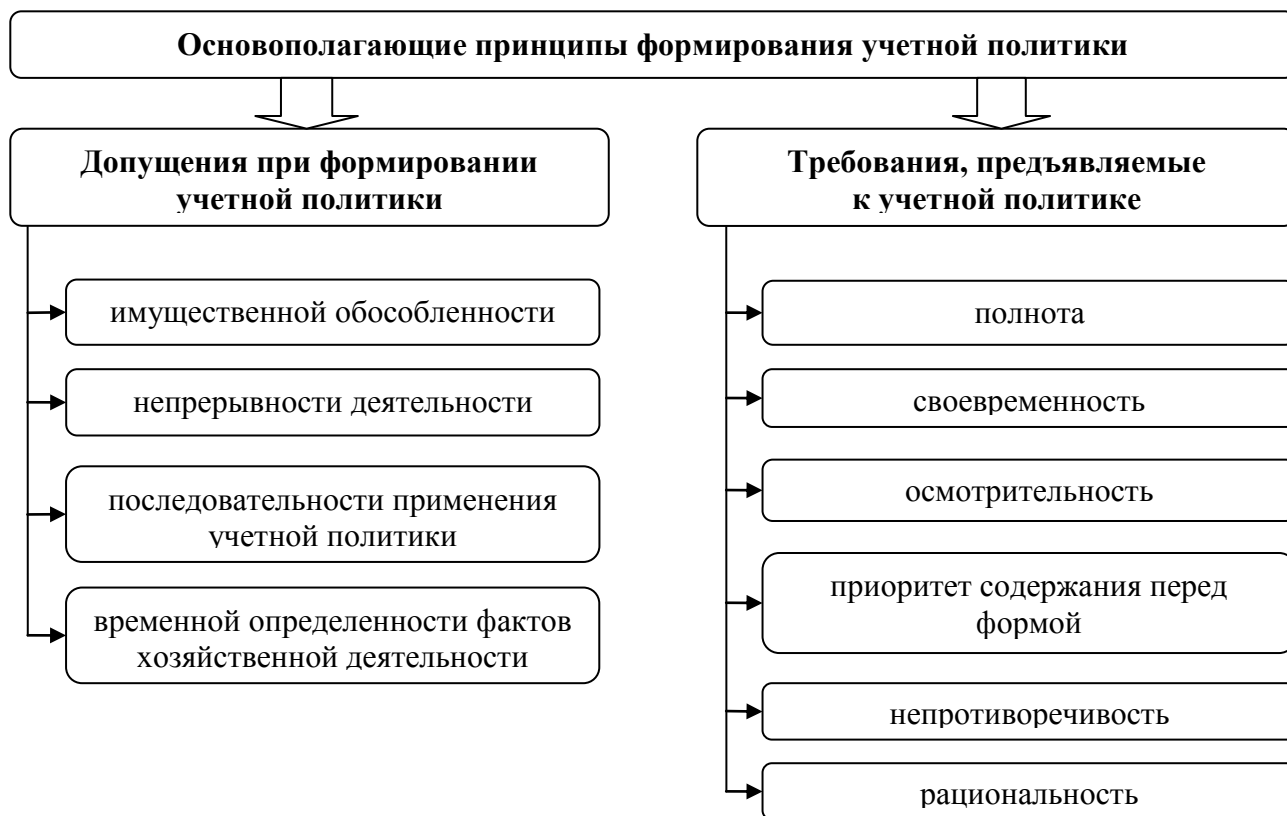 Основополагающие принципы формирования учетной политики
Допущения при формировании
учетной политики
имущественной обособленности
непрерывности деятельности
последовательности применения
учетной политики
временной определенности фактов
хозяйственной деятельности
Требования, предъявляемые
к учетной политике
полнота
своевременность
осмотрительность
приоритет содержания перед
формой
непротиворечивость
рациональность